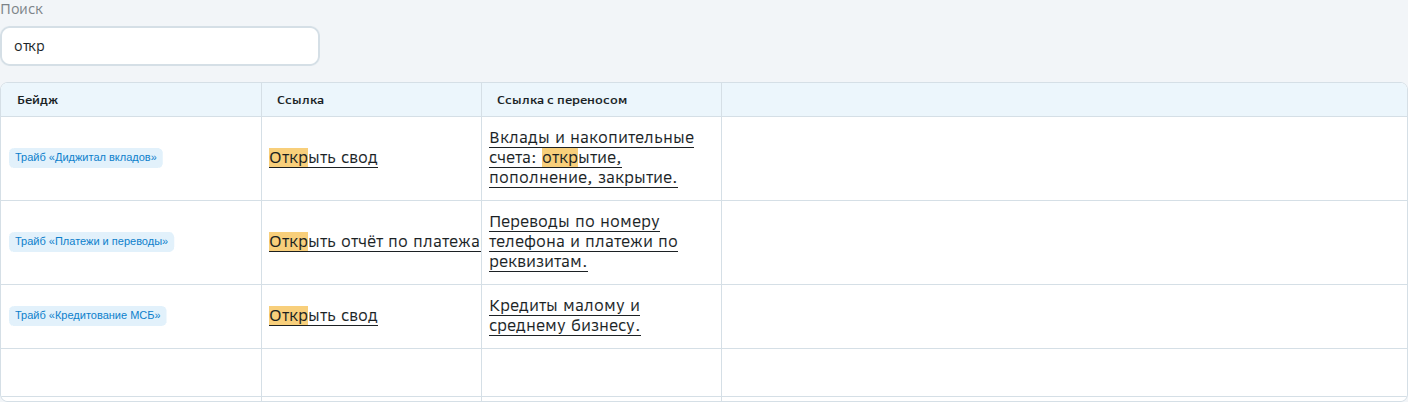 Поиск
откр
Бейдж
Ссылка
Ссылка с переносом
Трайб «Диджитал вкладов»
Открыть свод
Вклады и накопительные
счета: открытие,
пополнение, закрытие.
Трайб «Платежи и переводы»
Открыть отчёт по платежа
Переводы по номеру
телефона и платежи по
реквизитам.
Трайб «Кредитование МСБ»
Открыть свод
Кредиты малому и
среднему бизнесу.